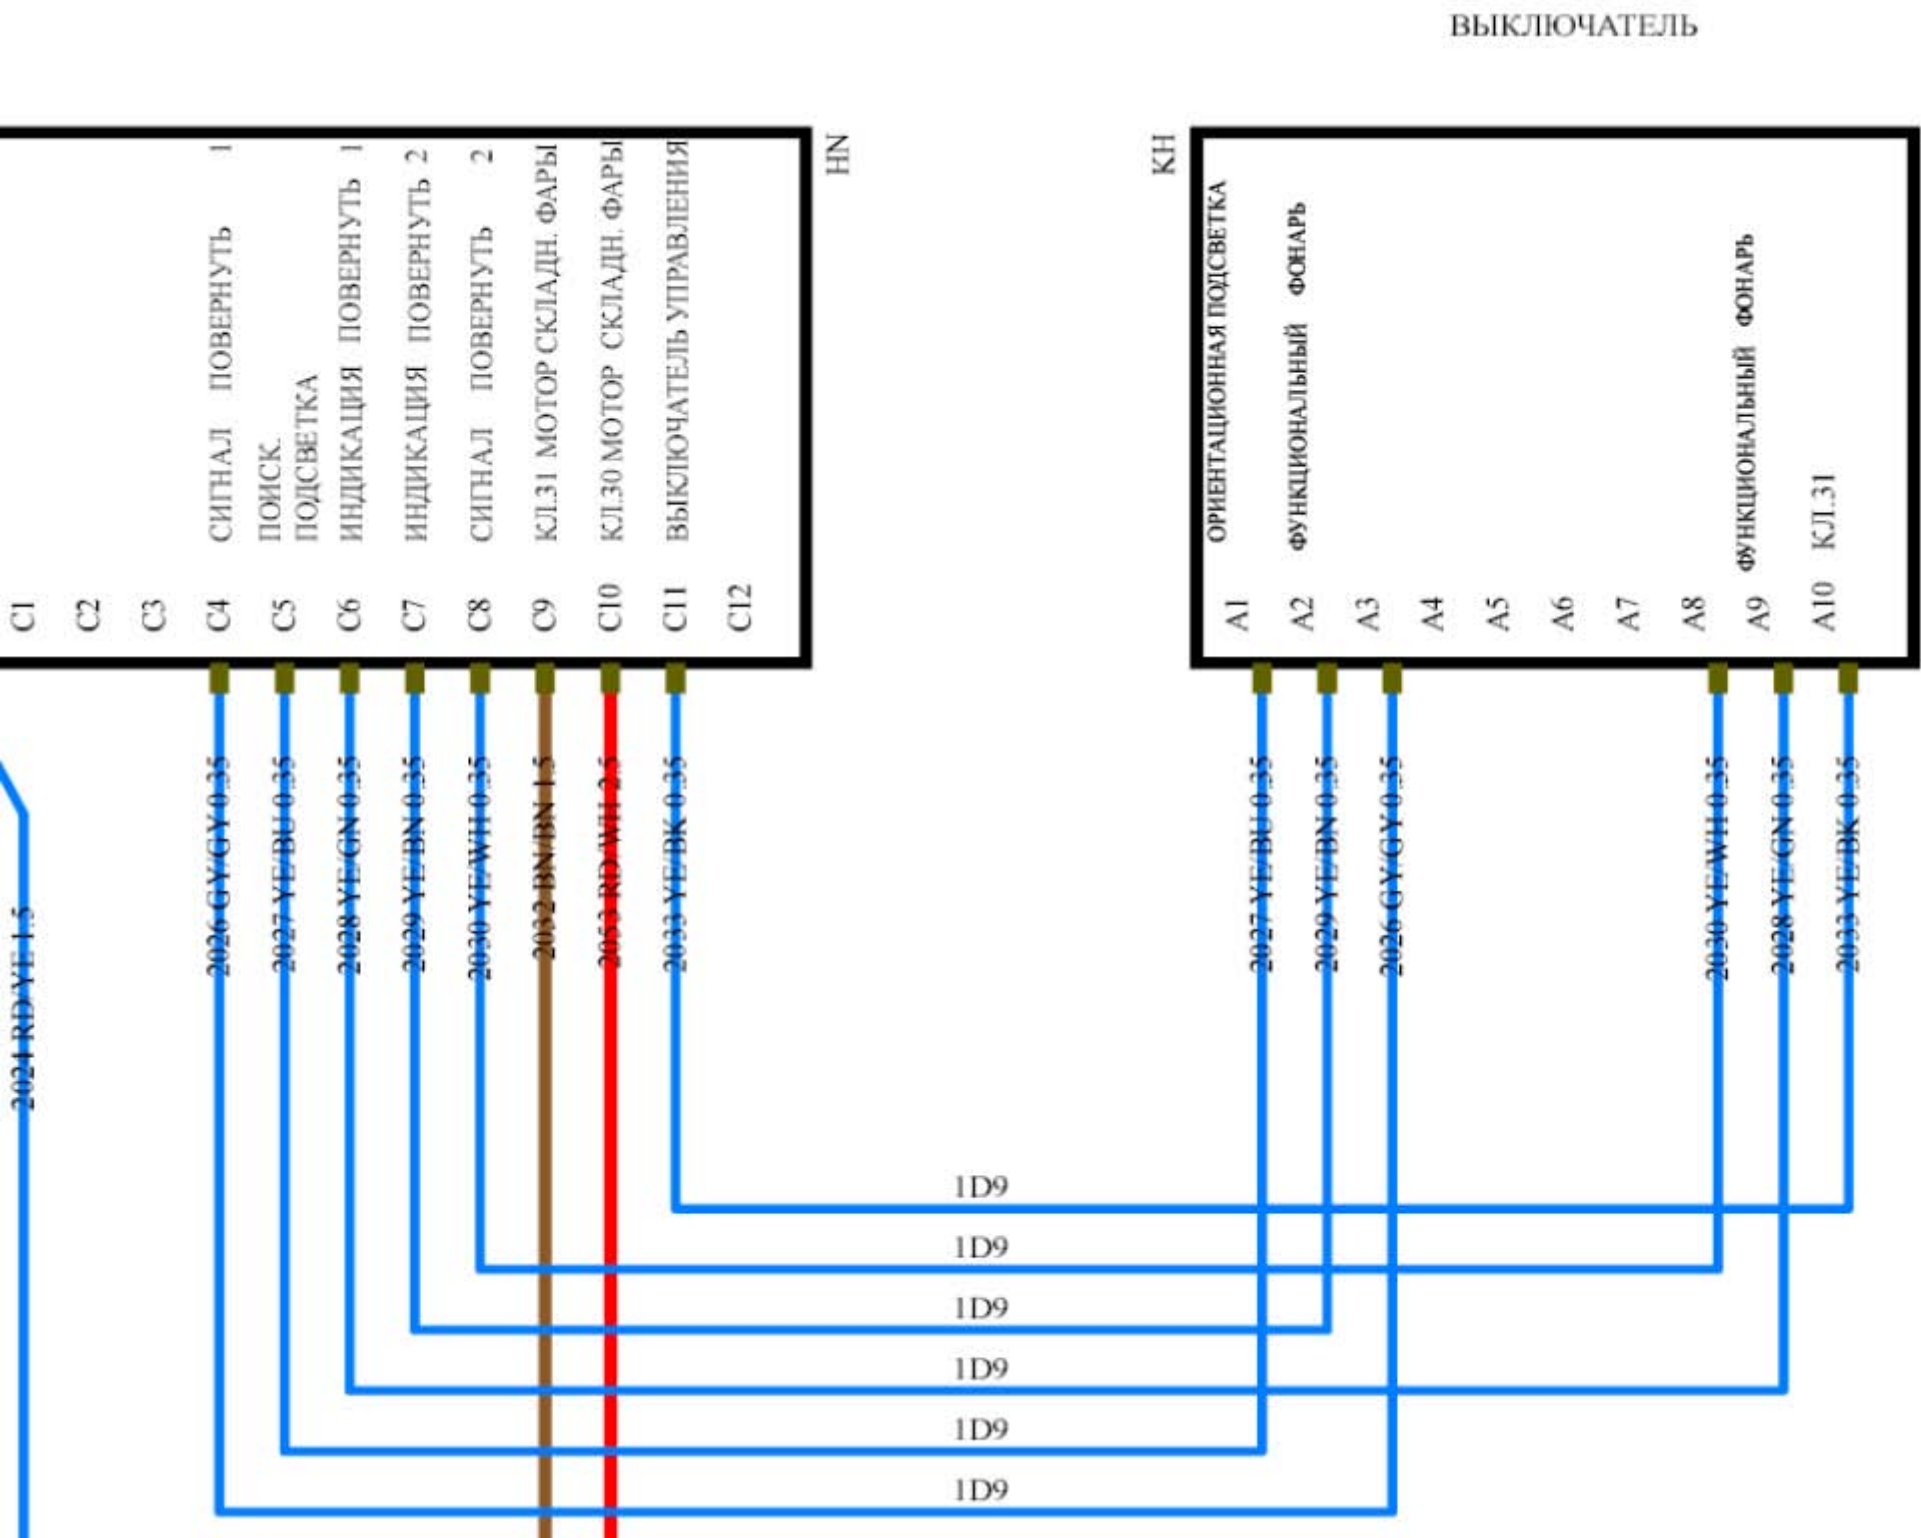 ВЫКЛЮЧАТЕЛЬ
HN
KH
C1
C2
C3
C4 СИГНАЛ ПОВЕРНУТЬ 1
C5 ПОИСК.
ПОДСВЕТКА
C6 ИНДИКАЦИЯ ПОВЕРНУТЬ 1
C7 ИНДИКАЦИЯ ПОВЕРНУТЬ 2
C8 СИГНАЛ ПОВЕРНУТЬ 2
C9 КЛ.31 МОТОР СКЛАДН. ФАРЫ
C10 КЛ.30 МОТОР СКЛАДН. ФАРЫ
C11 ВЫКЛЮЧАТЕЛЬ УПРАВЛЕНИЯ
C12
A1 ОРИЕНТАЦИОННАЯ ПОДСВЕТКА
A2 ФУНКЦИОНАЛЬНЫЙ ФОНАРЬ
A3
A4
A5
A6
A7
A8
A9 ФУНКЦИОНАЛЬНЫЙ ФОНАРЬ
A10 КЛ.31
2024 RD/YE 1.5
2026 GY/GY 0.35
2027 YE/BU 0.35
2028 YE/GN 0.35
2029 YE/BN 0.35
2030 YE/WH 0.35
2032 BN/BN 1.5
2053 RD/WH 2.5
2033 YE/BK 0.35
2027 YE/BU 0.35
2029 YE/BN 0.35
2026 GY/GY 0.35
2030 YE/WH 0.35
2028 YE/GN 0.35
2033 YE/BK 0.35
1D9
1D9
1D9
1D9
1D9
1D9